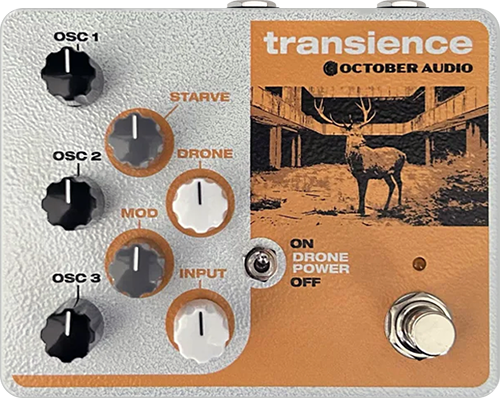 transience
OCTOBER AUDIO
OSC 1
STARVE
OSC 2
DRONE
MOD
OSC 3
INPUT
ON
DRONE
POWER
OFF